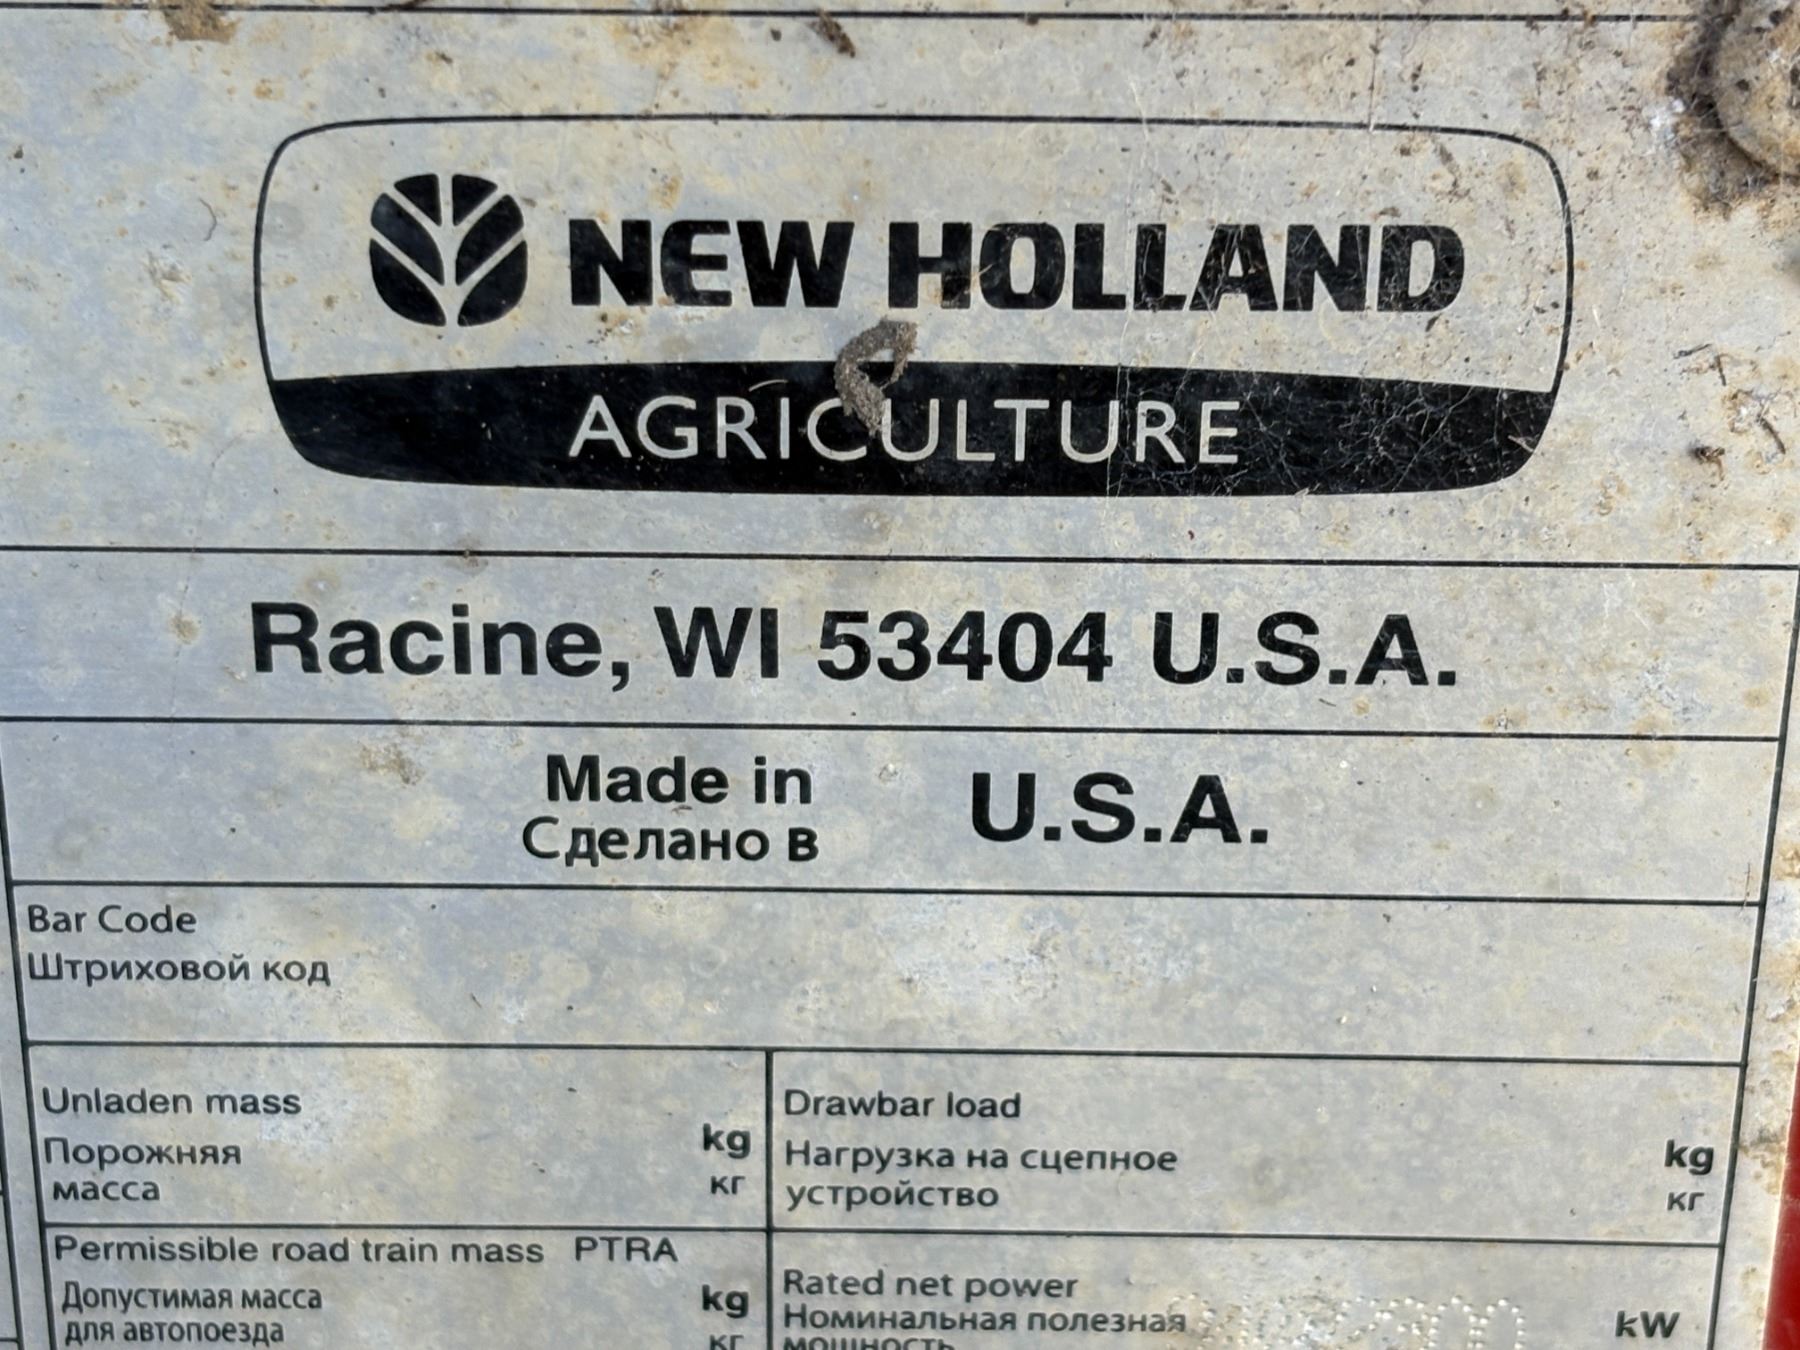 NEW HOLLAND
AGRICULTURE
Racine, WI 53404 U.S.A.
Made in
Сделано в
U.S.A.
Bar Code
Штриховой код
Unladen mass
Порожняя
масса
kg
кг
Drawbar load
Нагрузка на сцепное
устройство
kg
кг
Permissible road train mass PTRA
Допустимая масса
для автопоезда
kg
кг
Rated net power
Номинальная полезная
мощность
kW